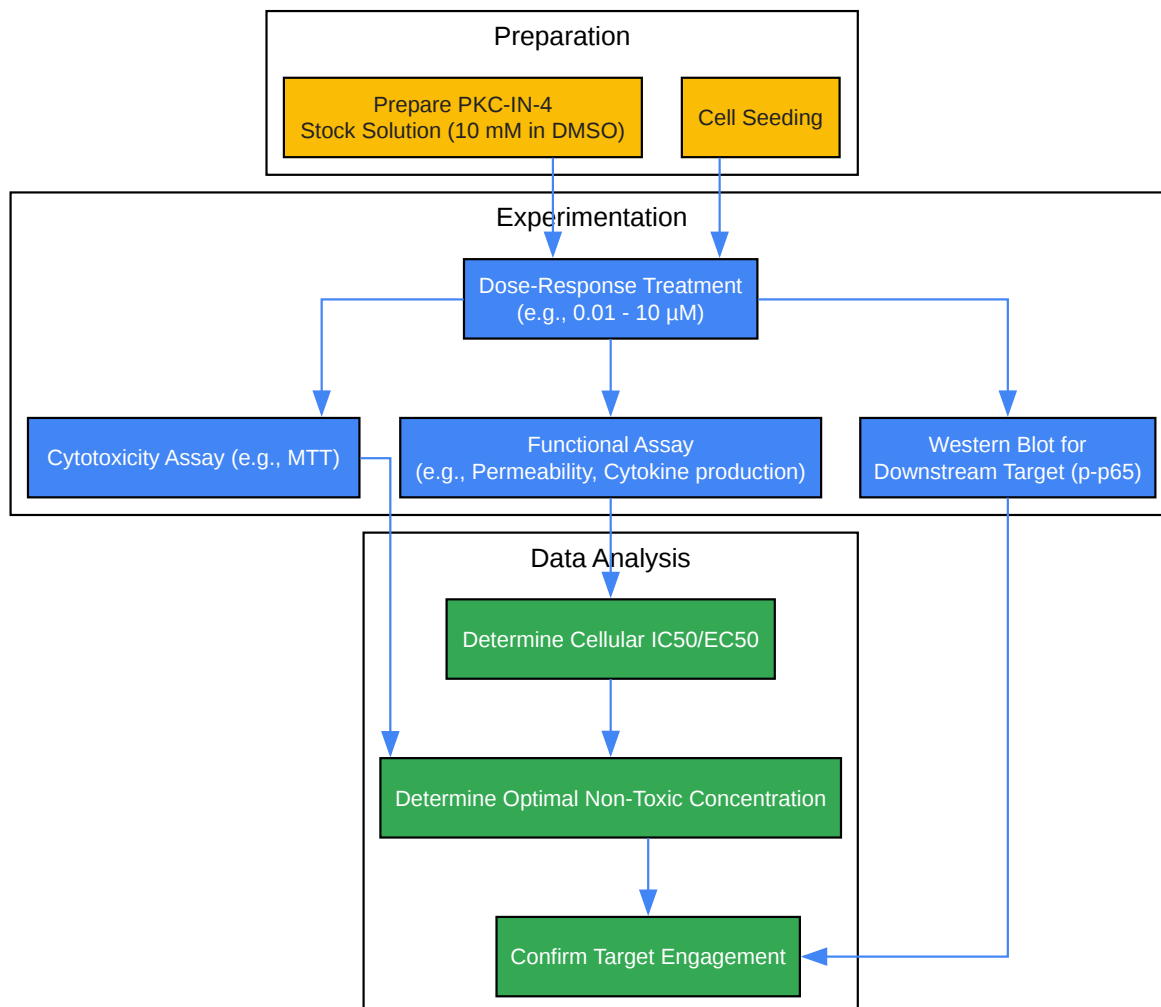 Preparation
Prepare PKC-IN-4
Stock Solution (10 mM in DMSO)
Cell Seeding
Experimentation
Dose-Response Treatment
(e.g., 0.01 - 10 µM)
Cytotoxicity Assay (e.g., MTT)
Functional Assay
(e.g., Permeability, Cytokine production)
Western Blot for
Downstream Target (p-p65)
Data Analysis
Determine Cellular IC50/EC50
Determine Optimal Non-Toxic Concentration
Confirm Target Engagement